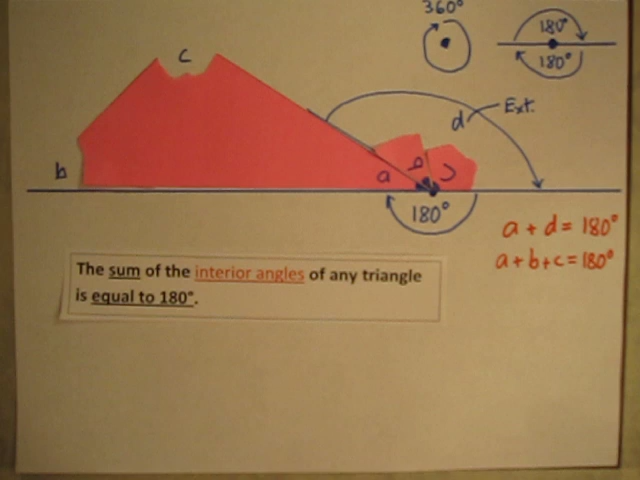 360°
180°
180°
c
Ext.
d
b
a
b
c
180°
a + d = 180°
a+b+c=180°
The sum of the interior angles of any triangle
is equal to 180°.